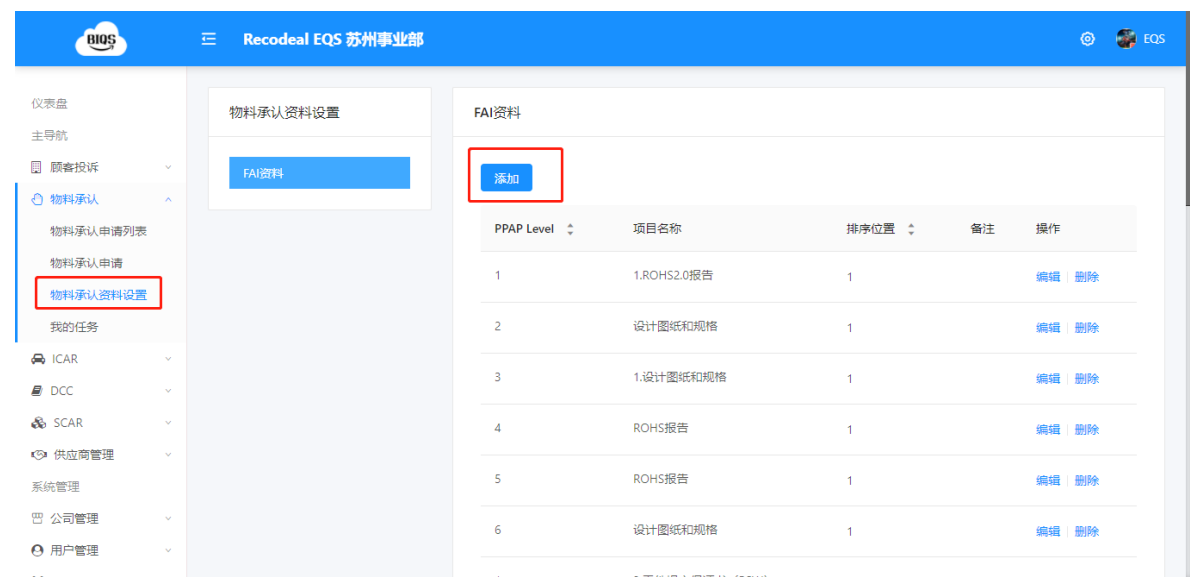 BIQS
Recodeal EQS 苏州事业部
EQS
仪表盘
主导航
顾客投诉
物料承认
物料承认申请列表
物料承认申请
物料承认资料设置
我的任务
ICAR
DCC
SCAR
供应商管理
系统管理
公司管理
用户管理
物料承认资料设置
FAI资料
FAI资料
添加
PPAP Level 项目名称 排序位置 备注 操作
1 1.ROHS2.0报告 1 编辑 删除
2 设计图纸和规格 1 编辑 删除
3 1.设计图纸和规格 1 编辑 删除
4 ROHS报告 1 编辑 删除
5 ROHS报告 1 编辑 删除
6 设计图纸和规格 1 编辑 删除